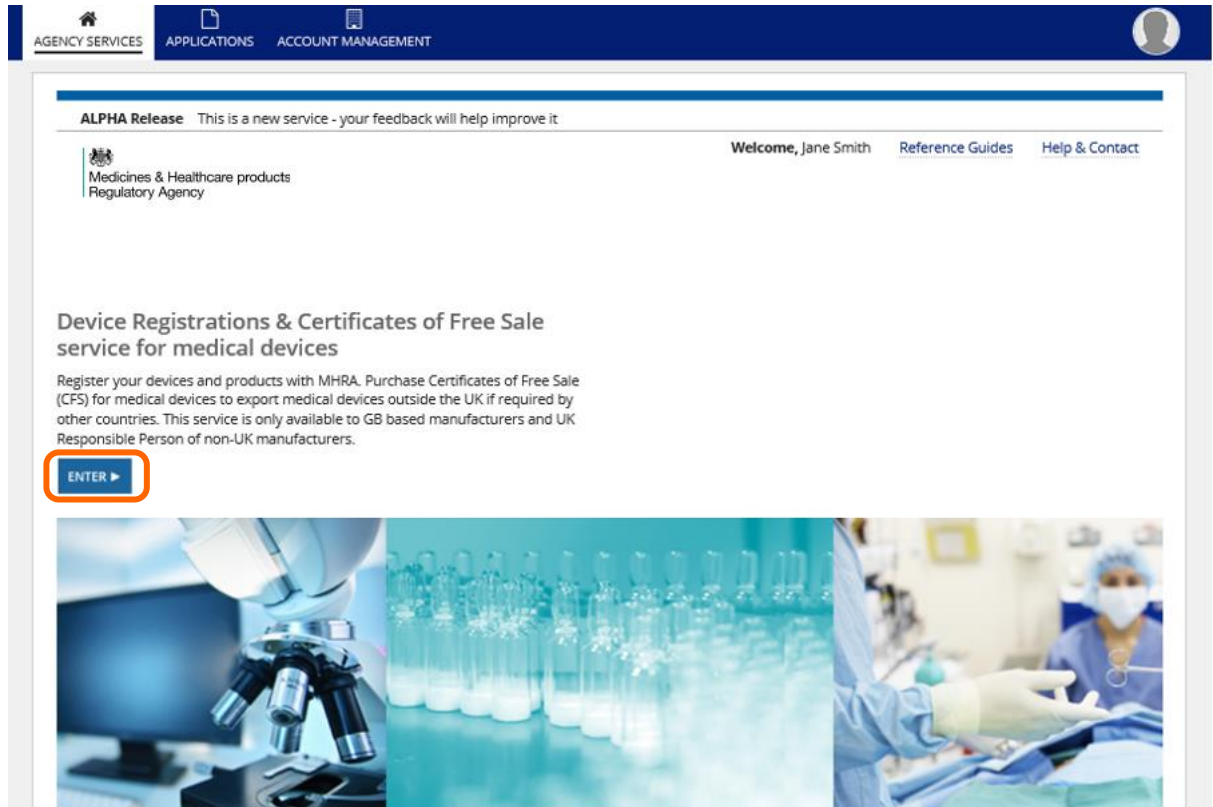 AGENCY SERVICES APPLICATIONS ACCOUNT MANAGEMENT
ALPHA Release This is a new service - your feedback will help improve it
Welcome, Jane Smith Reference Guides Help & Contact
Medicines & Healthcare products
Regulatory Agency
Device Registrations & Certificates of Free Sale
service for medical devices
Register your devices and products with MHRA. Purchase Certificates of Free Sale
(CFS) for medical devices to export medical devices outside the UK if required by
other countries. This service is only available to GB based manufacturers and UK
Responsible Person of non-UK manufacturers.
ENTER ►